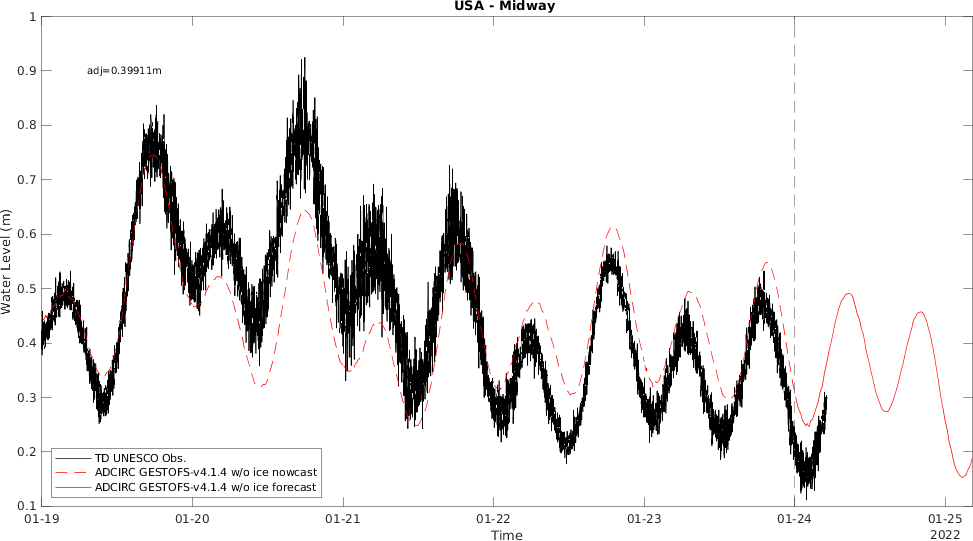 USA - Midway
1
0.9
0.8
0.7
0.6
0.5
0.4
0.3
0.2
0.1
Water Level (m)
adj=0.39911m
TD UNESCO Obs.
ADCIRC GESTOFS-v4.1.4 w/o ice nowcast
ADCIRC GESTOFS-v4.1.4 w/o ice forecast
01-19 01-20 01-21 01-22 01-23 01-24 01-25
Time
2022